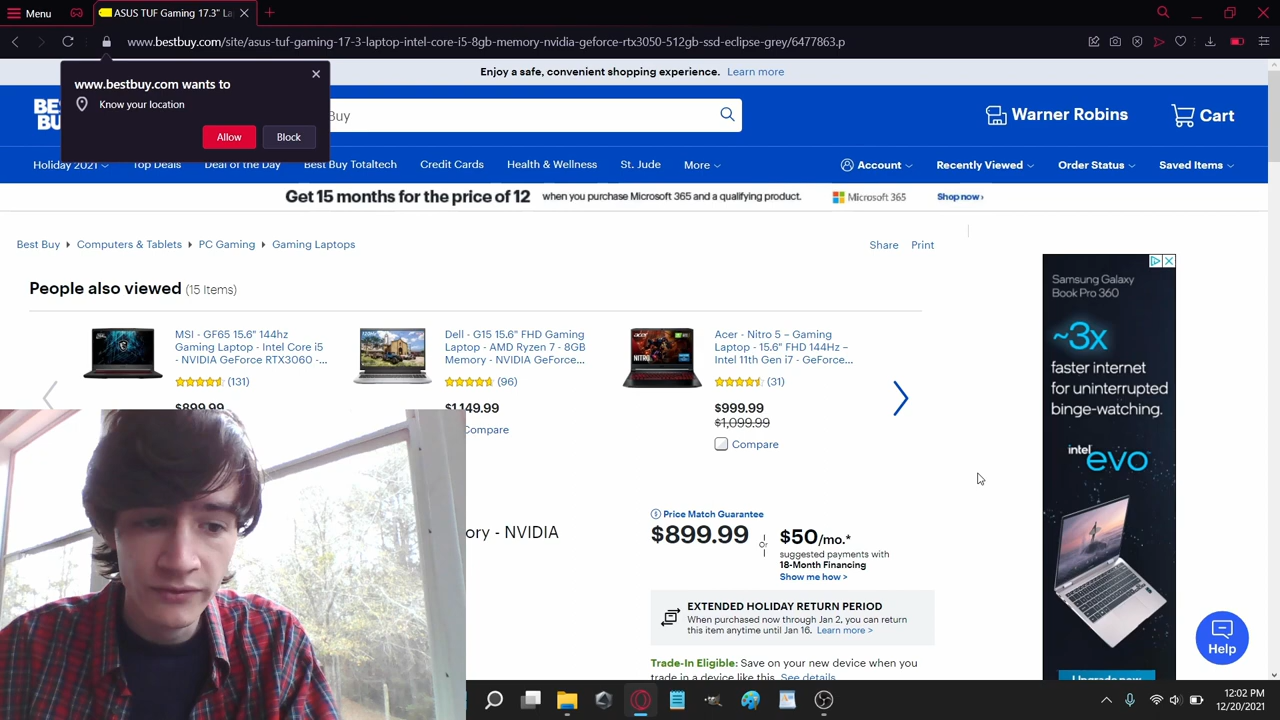 Menu
ASUS TUF Gaming 17.3" La
www.bestbuy.com/site/asus-tuf-gaming-17-3-laptop-intel-core-i5-8gb-memory-nvidia-geforce-rtx3050-512gb-ssd-eclipse-grey/6477863.p
www.bestbuy.com wants to
Know your location
Allow
Block
Enjoy a safe, convenient shopping experience. Learn more
Buy
Warner Robins
Cart
Holiday 2021
Top Deals
Deal of the Day
Best Buy Totaltech
Credit Cards
Health & Wellness
St. Jude
More
Account
Recently Viewed
Order Status
Saved Items
Get 15 months for the price of 12 when you purchase Microsoft 365 and a qualifying product.
Microsoft 365
Shop now ›
Best Buy
Computers & Tablets
PC Gaming
Gaming Laptops
Share
Print
People also viewed (15 Items)
MSI - GF65 15.6" 144hz
Gaming Laptop - Intel Core i5
- NVIDIA GeForce RTX3060 -...
(131)
$899.99
Dell - G15 15.6" FHD Gaming
Laptop - AMD Ryzen 7 - 8GB
Memory - NVIDIA GeForce...
(96)
$1,149.99
Compare
Acer - Nitro 5 – Gaming
Laptop - 15.6" FHD 144Hz –
Intel 11th Gen i7 - GeForce...
(31)
$999.99
$1,099.99
Compare
ory - NVIDIA
Price Match Guarantee
$899.99
or
$50/mo.*
suggested payments with
18-Month Financing
Show me how >
EXTENDED HOLIDAY RETURN PERIOD
When purchased now through Jan 2, you can return
this item anytime until Jan 16. Learn more >
Trade-In Eligible: Save on your new device when you
trade in a device like this. See details
Samsung Galaxy
Book Pro 360
~3x
faster internet
for uninterrupted
binge-watching.
intel
evo
Upgrade now
Help
12:02 PM
12/20/2021